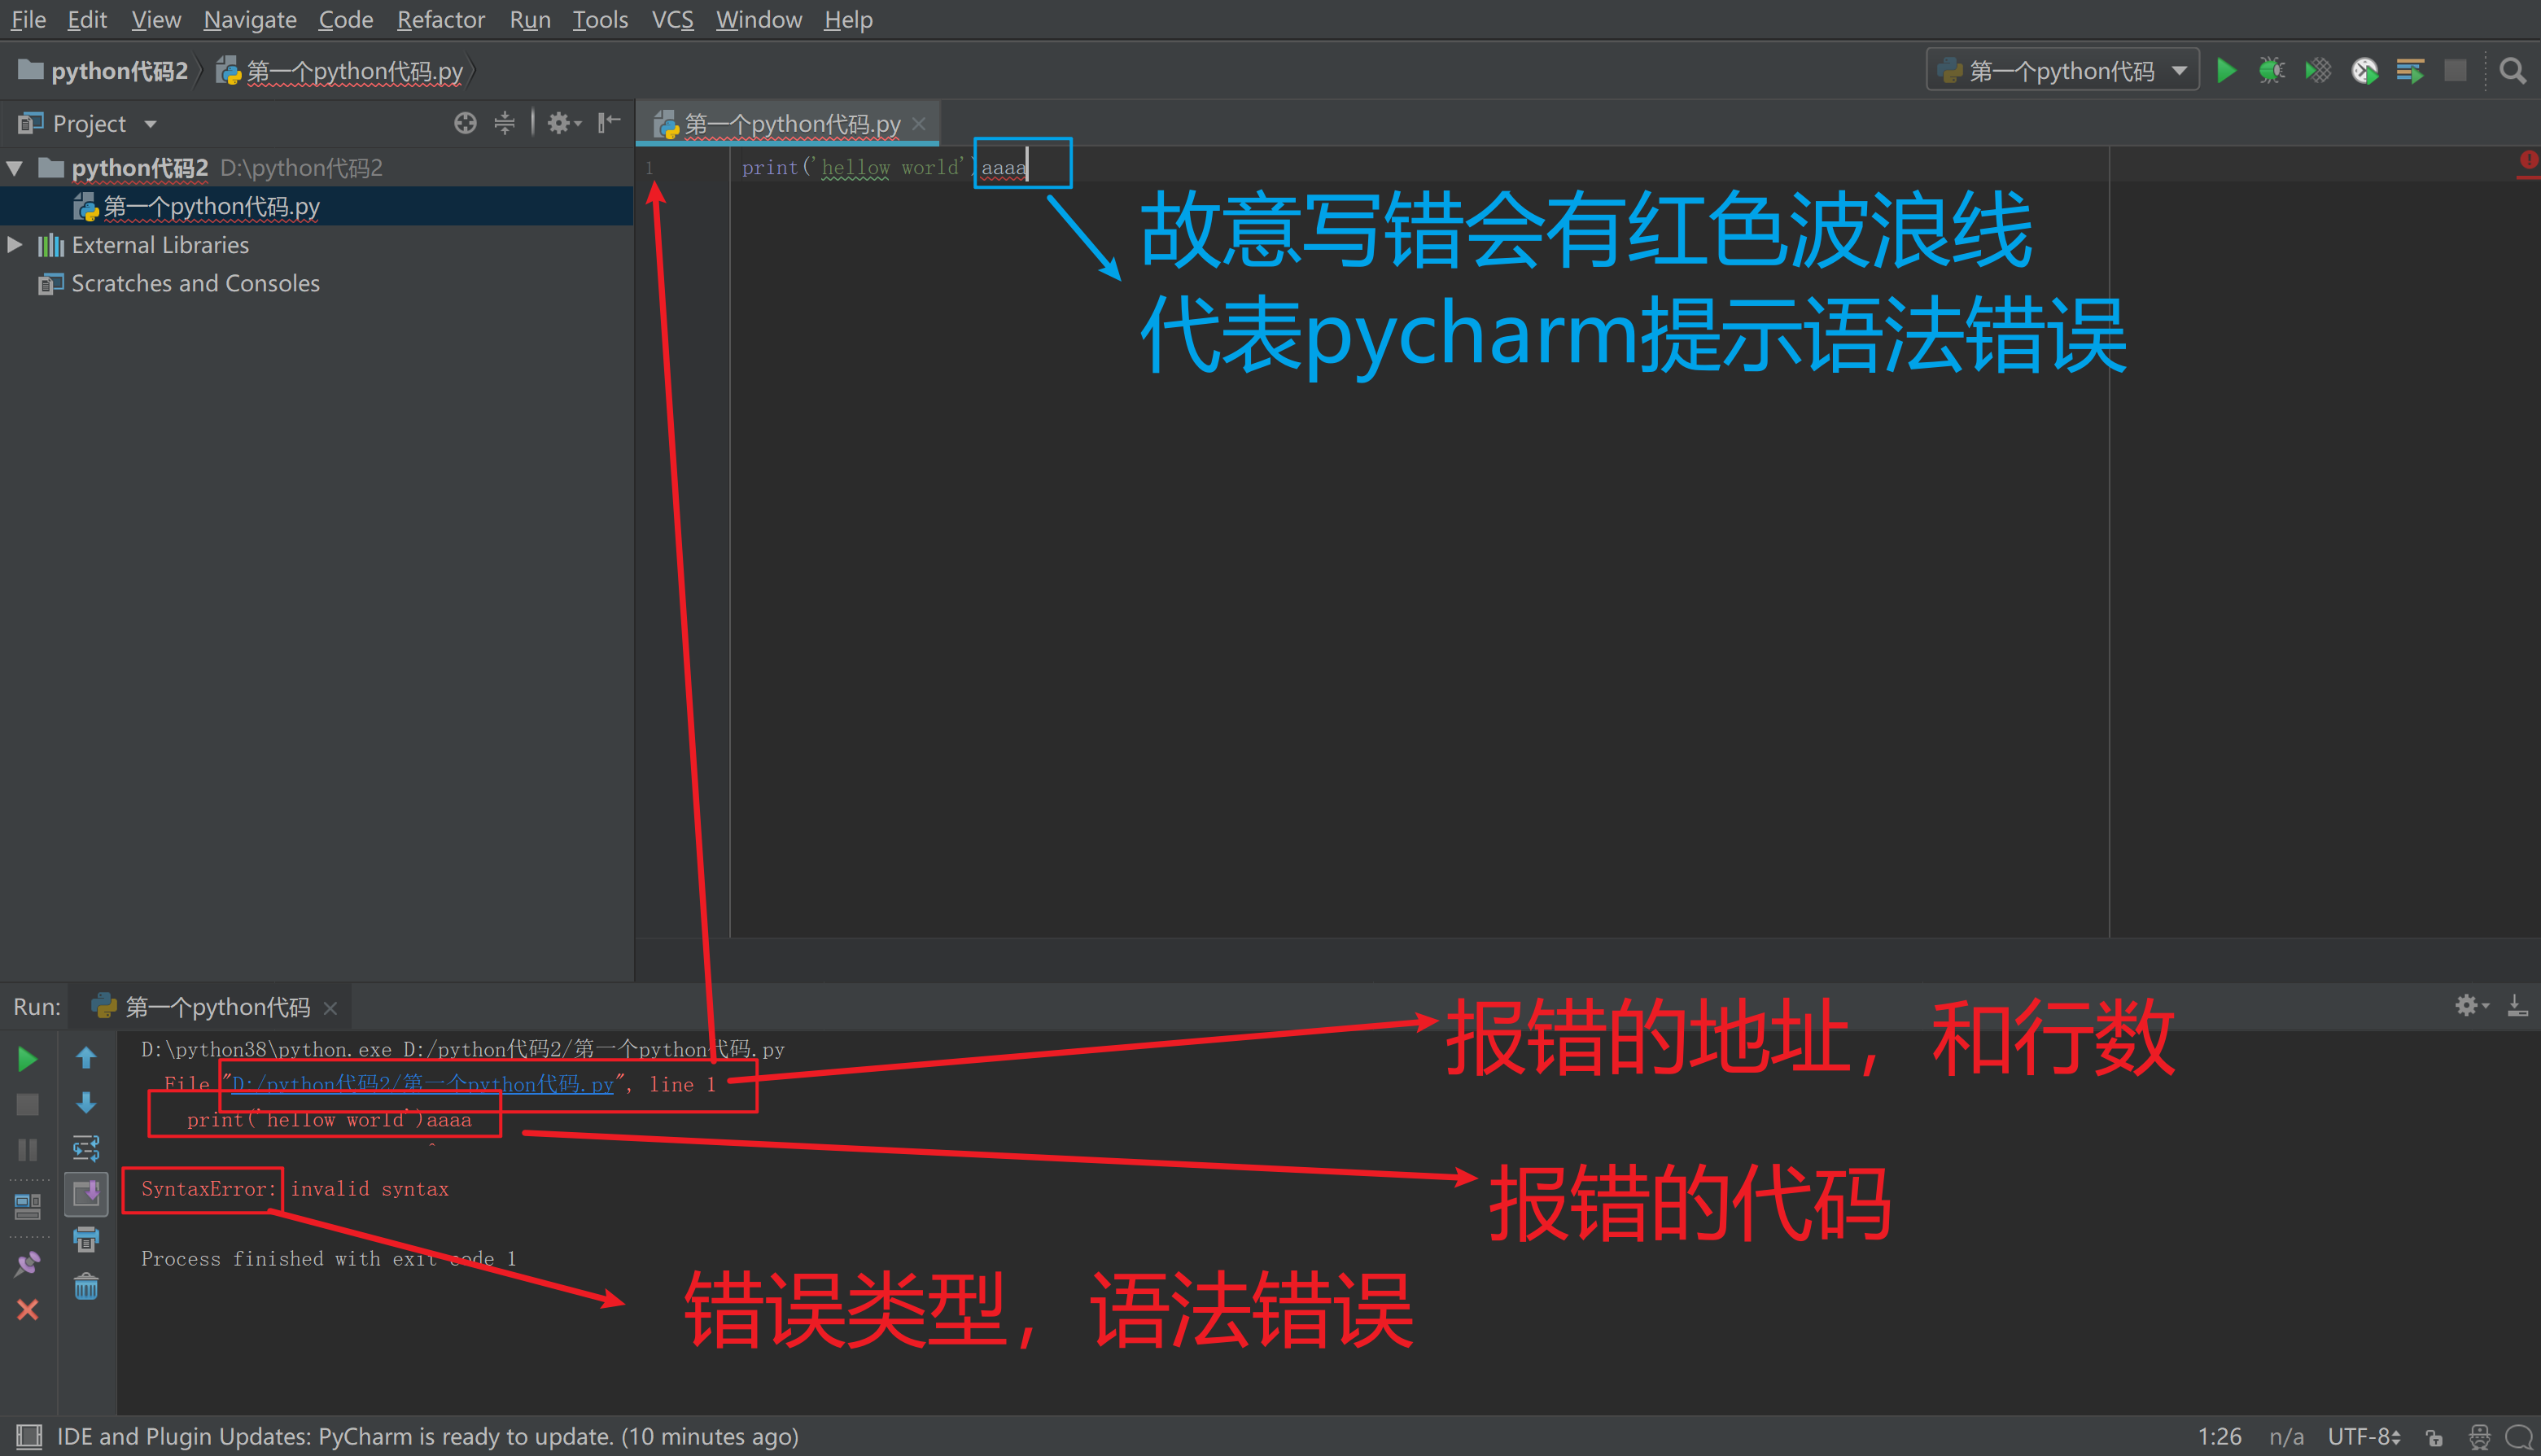 File Edit View Navigate Code Refactor Run Tools VCS Window Help
python代码2 第一个python代码.py 第一个python代码
Project 第一个python代码.py
python代码2 D:\python代码2
1 print('hellow world')aaaa
第一个python代码.py
External Libraries
Scratches and Consoles
故意写错会有红色波浪线
代表pycharm提示语法错误
Run: 第一个python代码
D:\python38\python.exe D:/python代码2/第一个python代码.py
File "D:/python代码2/第一个python代码.py", line 1
print('hellow world')aaaa
^
SyntaxError: invalid syntax
Process finished with exit code 1
报错的地址，和行数
报错的代码
错误类型，语法错误
IDE and Plugin Updates: PyCharm is ready to update. (10 minutes ago) 1:26 n/a UTF-8